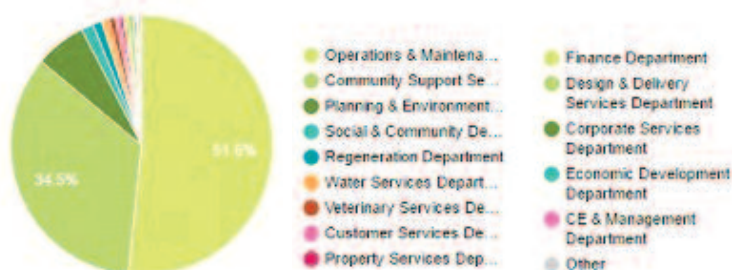 51.6%
34.5%
Operations & Maintena...
Community Support Se...
Planning & Environment...
Social & Community De...
Regeneration Department
Water Services Depart...
Veterinary Services De...
Customer Services De...
Property Services Dep...
Finance Department
Design & Delivery
Services Department
Corporate Services
Department
Economic Development
Department
CE & Management
Department
Other